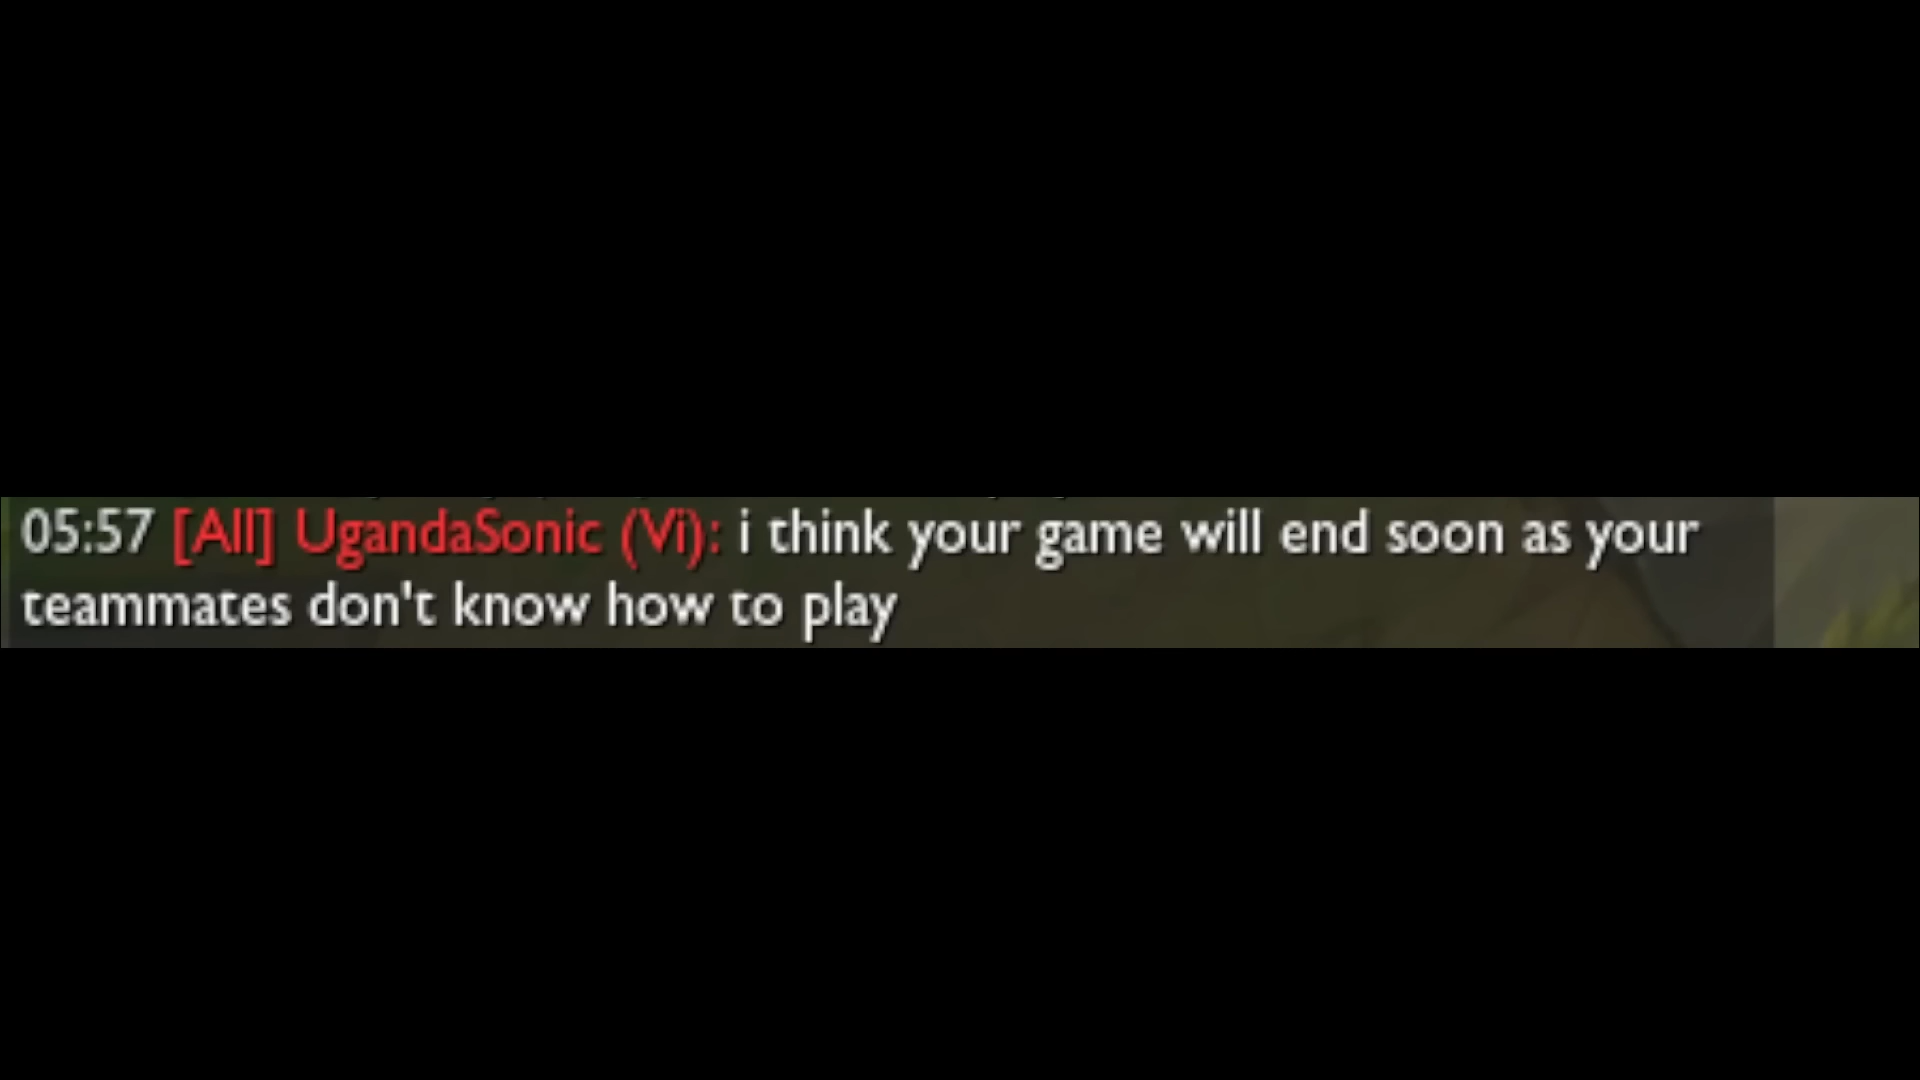 05:57 [All] UgandaSonic (Vi): i think your game will end soon as your
teammates don't know how to play